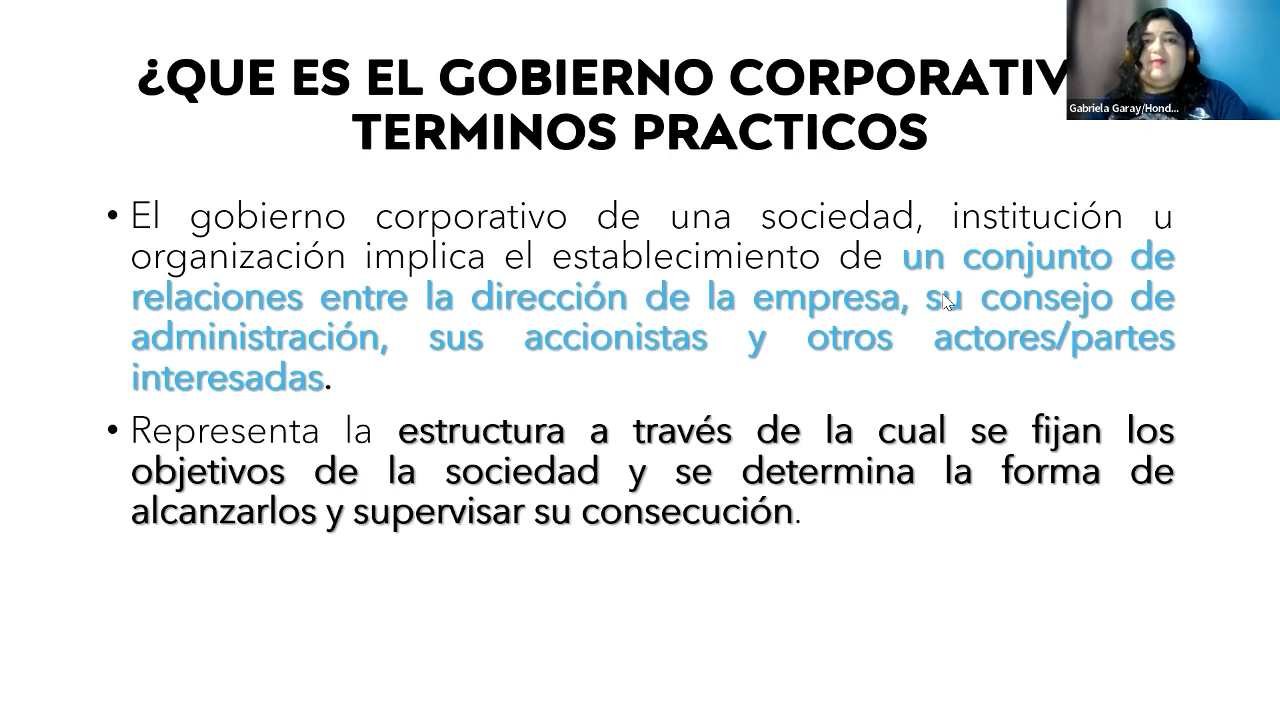 ¿QUE ES EL GOBIERNO CORPORATIV
TERMINOS PRACTICOS
Gabriela Garay/Hond...
• El gobierno corporativo de una sociedad, institución u
organización implica el establecimiento de un conjunto de
relaciones entre la dirección de la empresa, su consejo de
administración, sus accionistas y otros actores/partes
interesadas.
• Representa la estructura a través de la cual se fijan los
objetivos de la sociedad y se determina la forma de
alcanzarlos y supervisar su consecución.